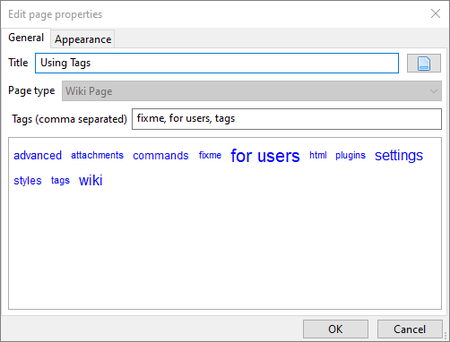 Edit page properties
General Appearance
Title Using Tags
Page type Wiki Page
Tags (comma separated) fixme, for users, tags
advanced attachments commands fixme for users html plugins settings
styles tags wiki
OK Cancel